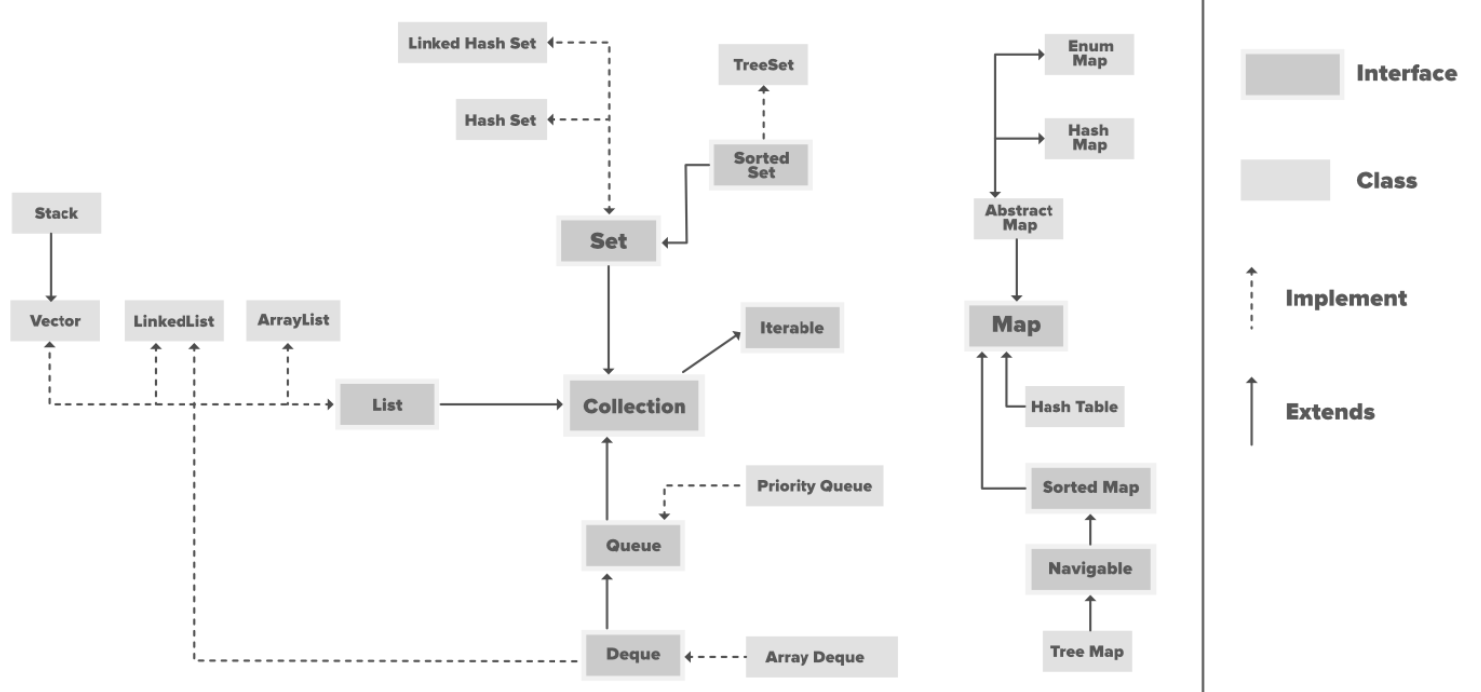 Linked Hash Set
Hash Set
TreeSet
Sorted
Set
Set
Stack
Vector
LinkedList
ArrayList
List
Collection
Iterable
Priority Queue
Queue
Deque
Array Deque
Enum
Map
Hash
Map
Abstract
Map
Map
Hash Table
Sorted Map
Navigable
Tree Map
Interface
Class
Implement
Extends